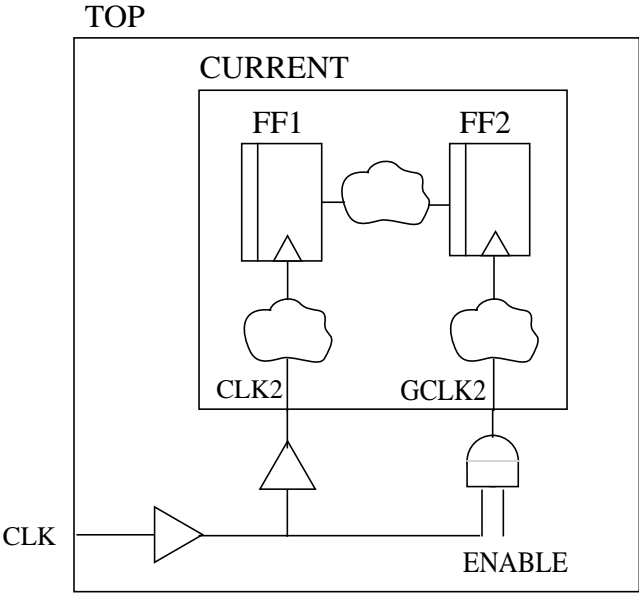 TOP
CURRENT
FF1
FF2
CLK2
GCLK2
CLK
ENABLE